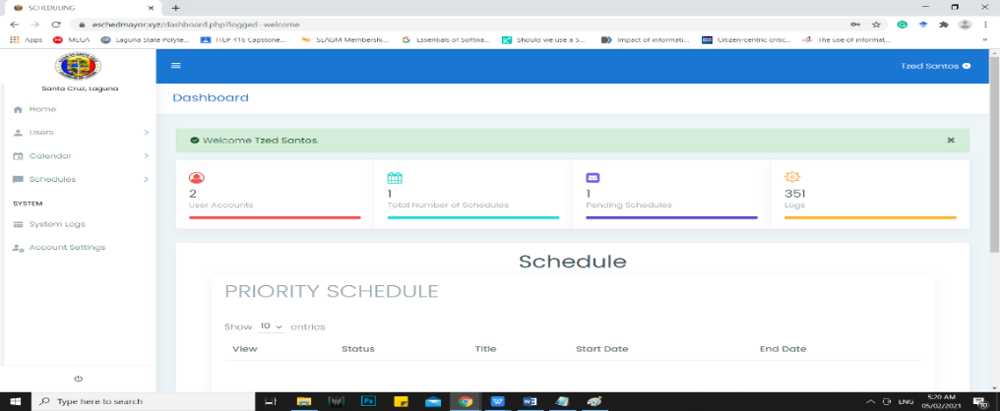 SCHEDULING
eschedmayor.xyz/dashboard.php?logged=welcome
Apps MEGA Laguna State Polyte... ITEP 416 Capstone... SEAGM Membershi... Essentials of Softwa... Should we use a 5... Impact of informati... Citizen-centric critic... The use of informat...
Santa Cruz, Laguna
Tzed Santos
Home
Users
Calendar
Schedules
SYSTEM
System Logs
Account Settings
Dashboard
Welcome Tzed Santos.
2
User Accounts
1
Total Number of Schedules
1
Pending Schedules
351
Logs
Schedule
PRIORITY SCHEDULE
Show 10 entries
View Status Title Start Date End Date
Type here to search
ENG
5:20 AM
05/02/2021